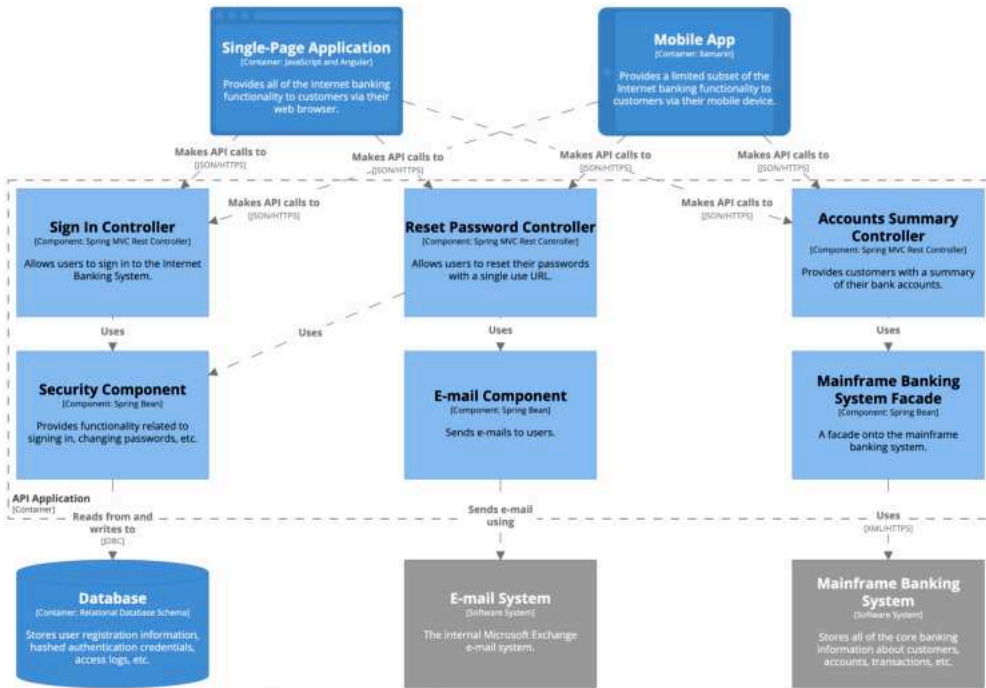 Single-Page Application
[Container: JavaScript and Angular]
Provides all of the Internet banking
functionality to customers via their
web browser.
Mobile App
[Container: Xamarin]
Provides a limited subset of the
Internet banking functionality to
customers via their mobile device.
Makes API calls to
[JSON/HTTPS]
Makes API calls to
[JSON/HTTPS]
Makes API calls to
[JSON/HTTPS]
Makes API calls to
[JSON/HTTPS]
Makes API calls to
[JSON/HTTPS]
Makes API calls to
[JSON/HTTPS]
Sign In Controller
[Component: Spring MVC Rest Controller]
Allows users to sign in to the Internet
Banking System.
Reset Password Controller
[Component: Spring MVC Rest Controller]
Allows users to reset their passwords
with a single use URL.
Accounts Summary
Controller
[Component: Spring MVC Rest Controller]
Provides customers with a summary
of their bank accounts.
Uses
Uses
Uses
Uses
Security Component
[Component: Spring Bean]
Provides functionality related to
signing in, changing passwords, etc.
E-mail Component
[Component: Spring Bean]
Sends e-mails to users.
Mainframe Banking
System Facade
[Component: Spring Bean]
A facade onto the mainframe
banking system.
API Application
[Container]
Reads from and
writes to
[JDBC]
Sends e-mail
using
Uses
[XML/HTTPS]
Database
[Container: Relational Database Schema]
Stores user registration information,
hashed authentication credentials,
access logs, etc.
E-mail System
[Software System]
The internal Microsoft Exchange
e-mail system.
Mainframe Banking
System
[Software System]
Stores all of the core banking
information about customers,
accounts, transactions, etc.